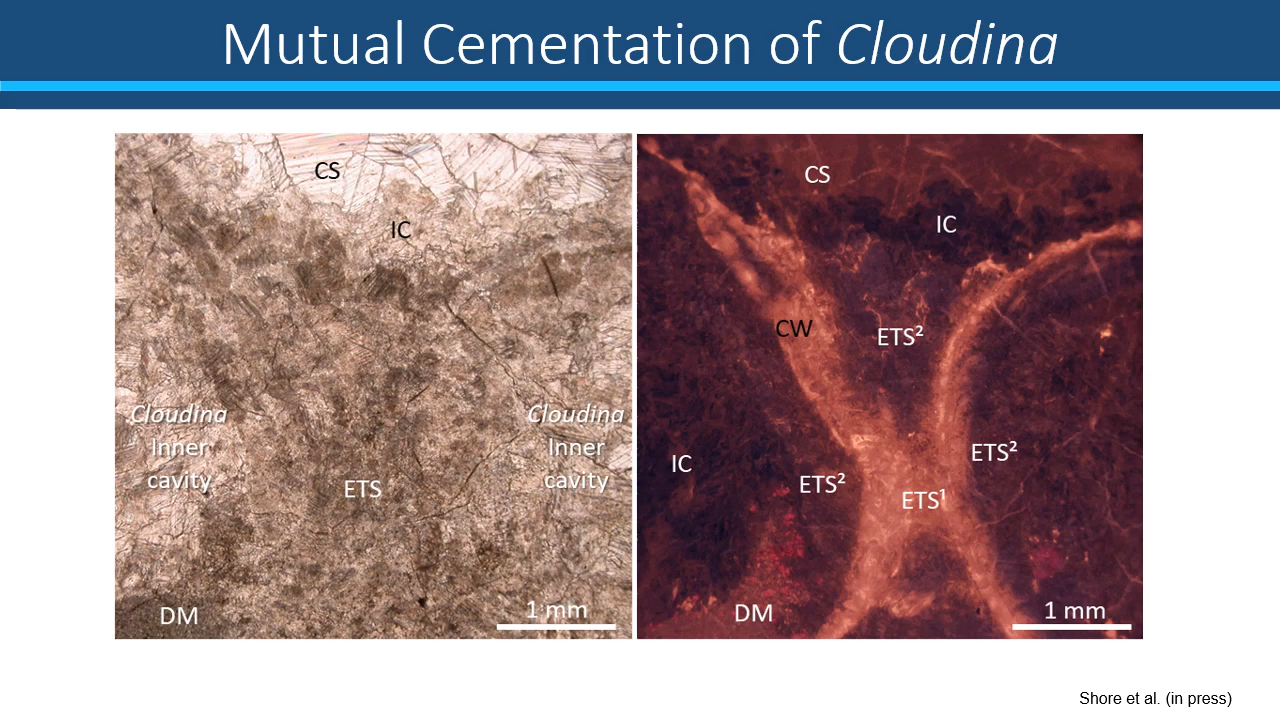 Mutual Cementation of Cloudina
CS
IC
Cloudina
Inner
cavity
Cloudina
Inner
cavity
ETS
DM
1 mm
CS
IC
CW
ETS²
ETS²
IC
ETS²
ETS¹
DM
1 mm
Shore et al. (in press)